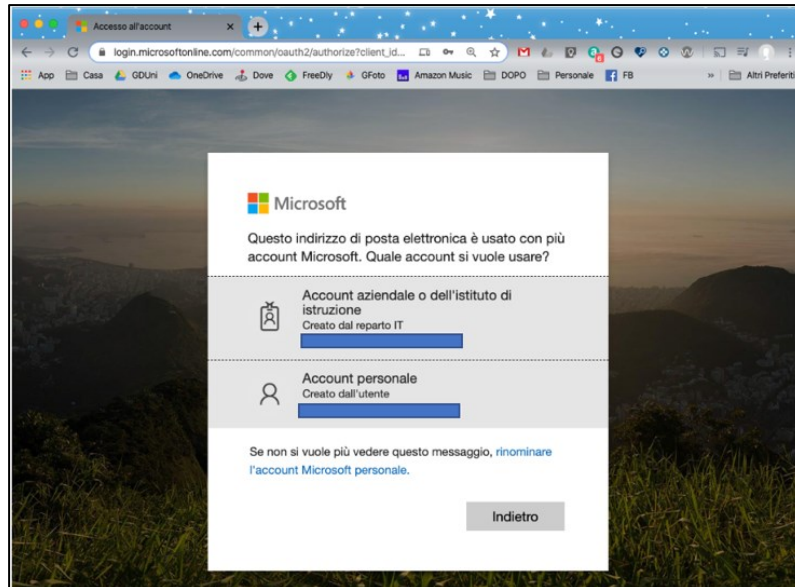 Accesso all'account
login.microsoftonline.com/common/oauth2/authorize?client_id...
App Casa GDUni OneDrive Dove FreeDly GFoto Amazon Music DOPO Personale FB » Altri Preferiti
Microsoft
Questo indirizzo di posta elettronica è usato con più
account Microsoft. Quale account si vuole usare?
Account aziendale o dell'istituto di
istruzione
Creato dal reparto IT
Account personale
Creato dall'utente
Se non si vuole più vedere questo messaggio, rinominare
l'account Microsoft personale.
Indietro